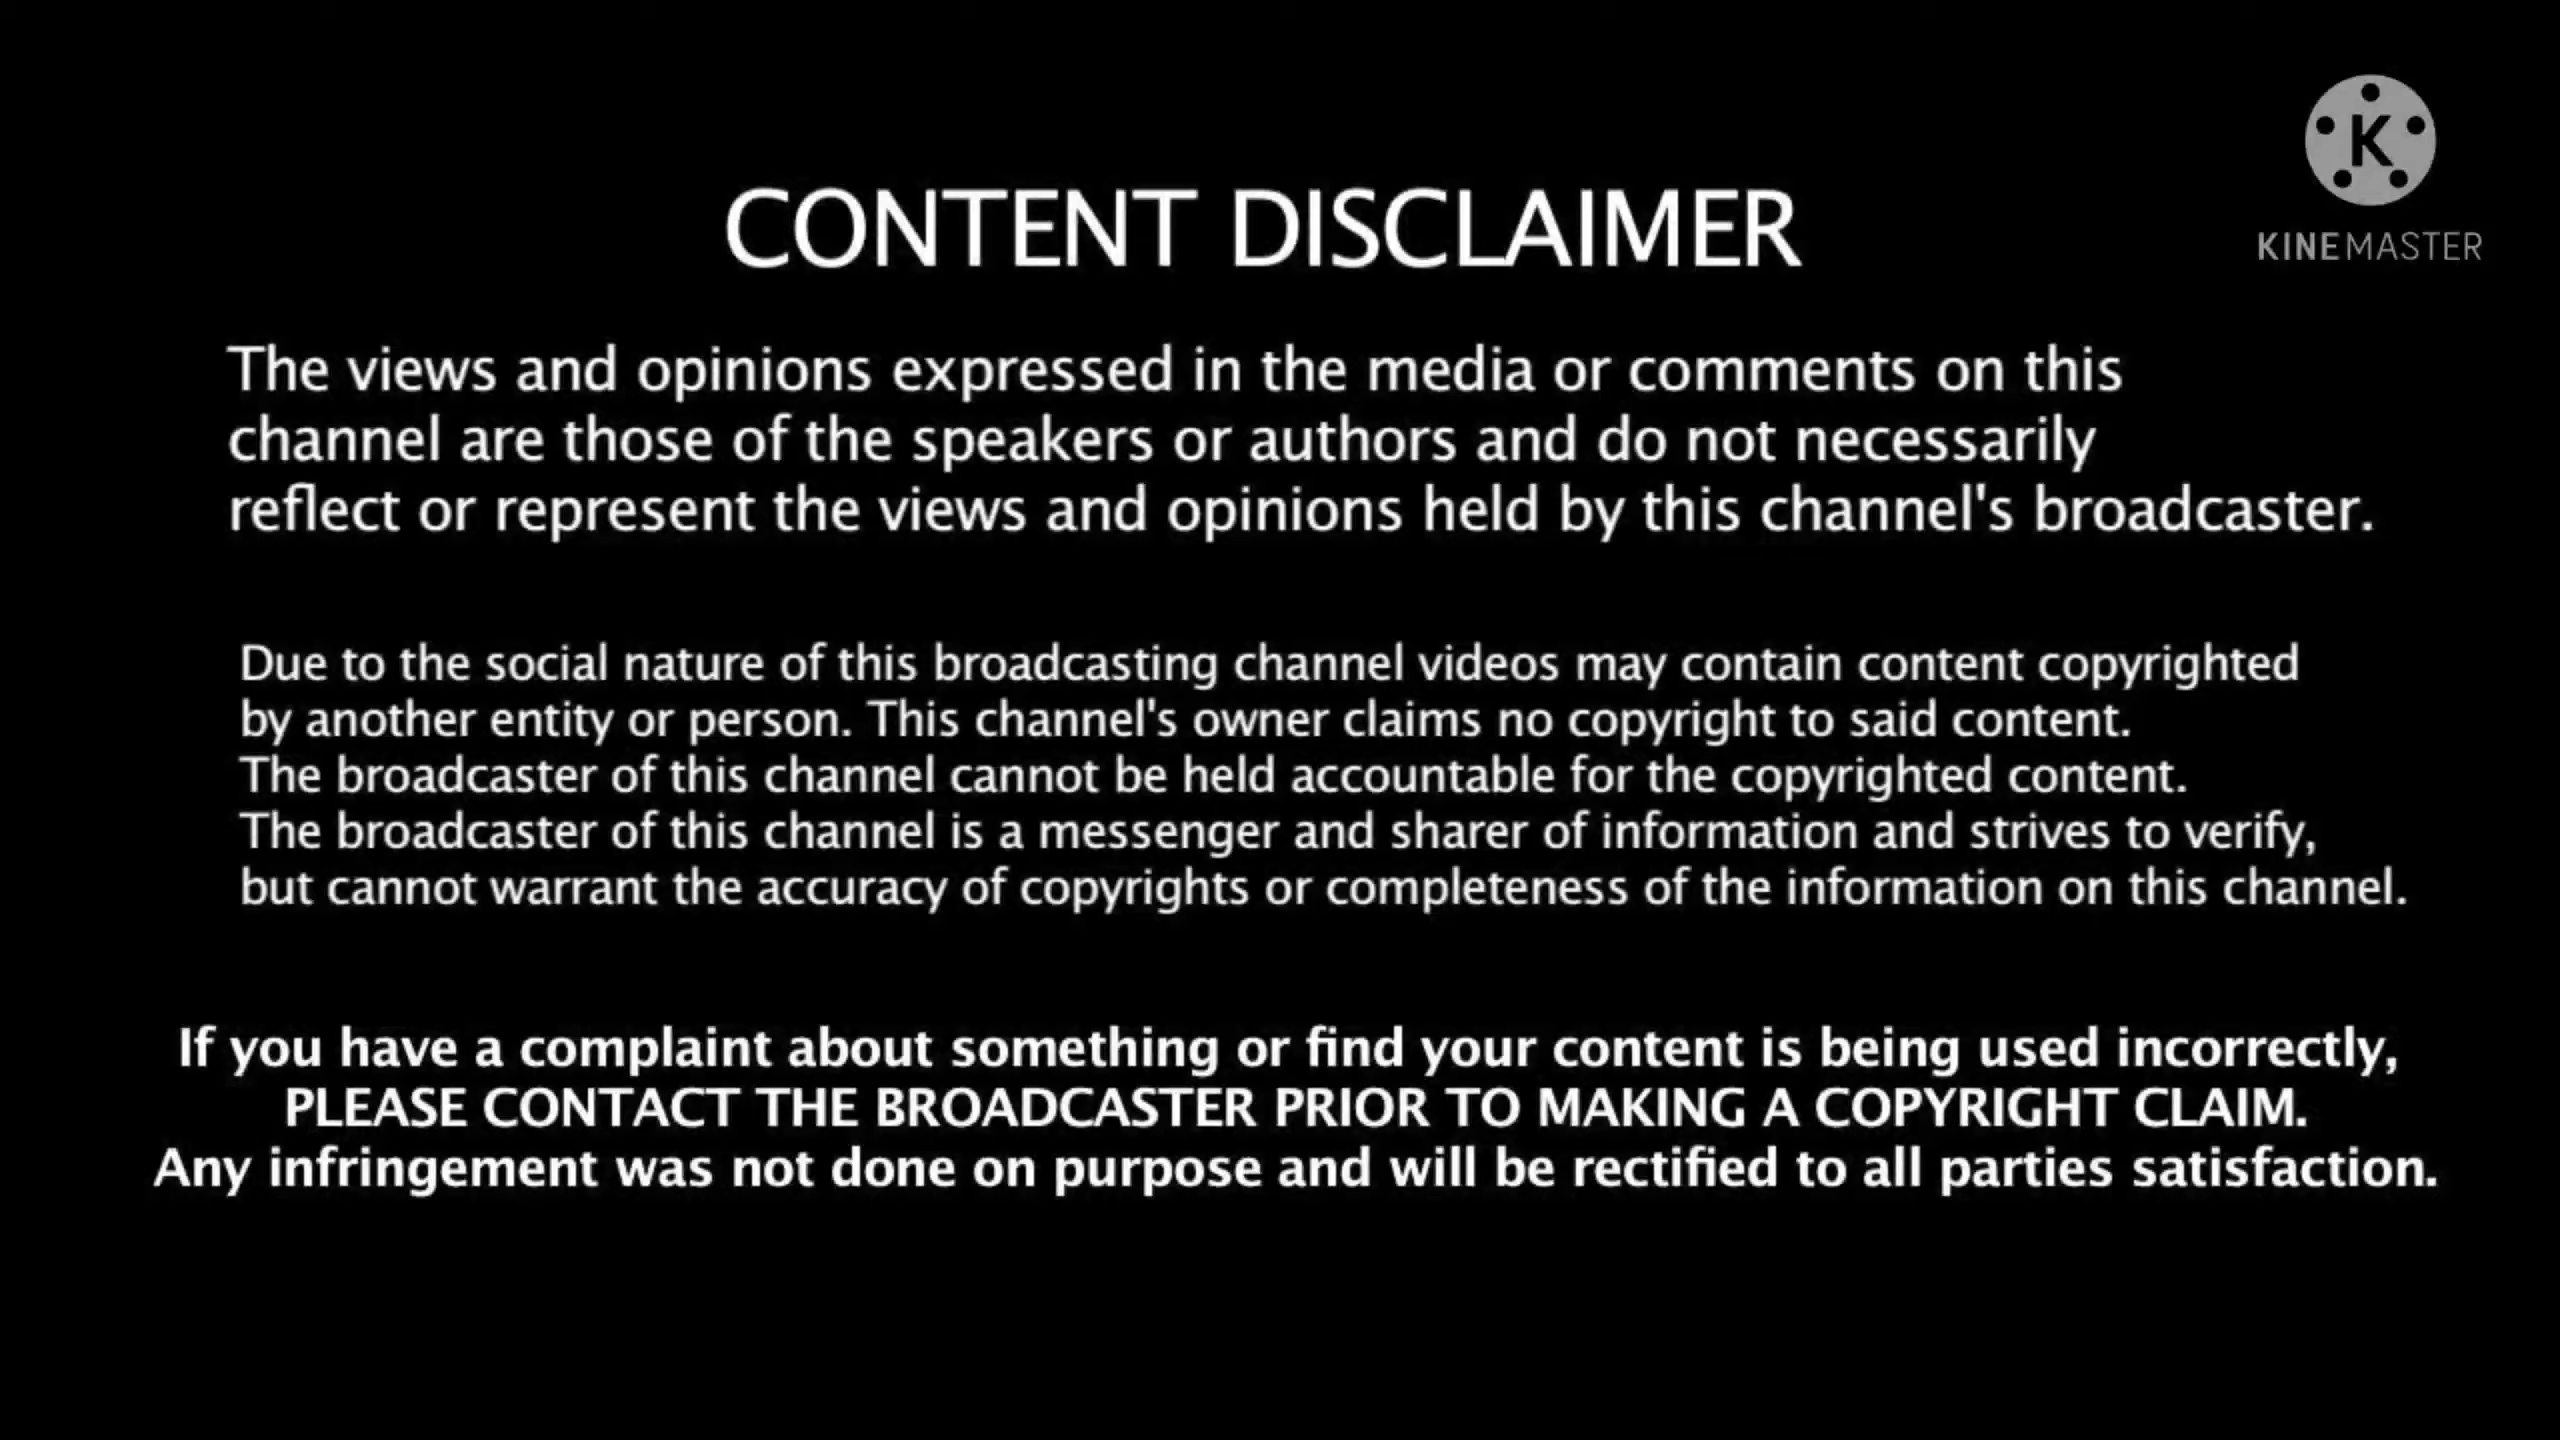 K
KINEMASTER
CONTENT DISCLAIMER
The views and opinions expressed in the media or comments on this
channel are those of the speakers or authors and do not necessarily
reflect or represent the views and opinions held by this channel's broadcaster.
Due to the social nature of this broadcasting channel videos may contain content copyrighted
by another entity or person. This channel's owner claims no copyright to said content.
The broadcaster of this channel cannot be held accountable for the copyrighted content.
The broadcaster of this channel is a messenger and sharer of information and strives to verify,
but cannot warrant the accuracy of copyrights or completeness of the information on this channel.
If you have a complaint about something or find your content is being used incorrectly,
PLEASE CONTACT THE BROADCASTER PRIOR TO MAKING A COPYRIGHT CLAIM.
Any infringement was not done on purpose and will be rectified to all parties satisfaction.